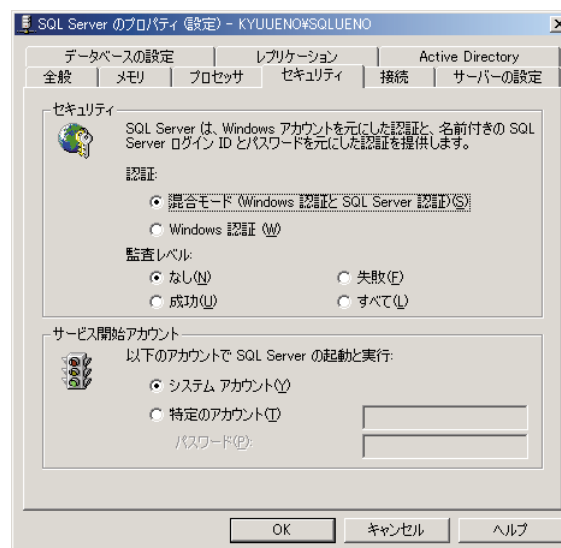 SQL Server のプロパティ (設定) - KYUUENO¥SQLUENO
データベースの設定 レプリケーション Active Directory
全般 メモリ プロセッサ セキュリティ 接続 サーバーの設定
セキュリティ
SQL Server は、Windows アカウントを元にした認証と、名前付きの SQL
Server ログイン ID とパスワードを元にした認証を提供します。
認証:
混合モード (Windows 認証と SQL Server 認証)(S)
Windows 認証 (W)
監査レベル:
なし(N) 失敗(F)
成功(U) すべて(L)
サービス開始アカウント
以下のアカウントで SQL Server の起動と実行:
システム アカウント(Y)
特定のアカウント(T)
パスワード(P):
OK キャンセル ヘルプ